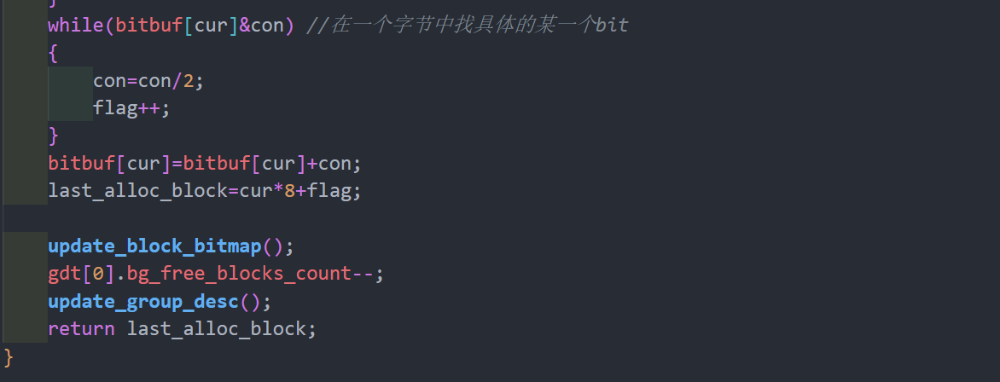 }
while(bitbuf[cur]&con) //在一个字节中找具体的某一个bit
{
con=con/2;
flag++;
}
bitbuf[cur]=bitbuf[cur]+con;
last_alloc_block=cur*8+flag;
update_block_bitmap();
gdt[0].bg_free_blocks_count--;
update_group_desc();
return last_alloc_block;
}